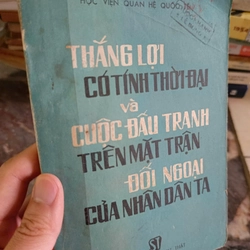 HỌC VIỆN QUAN HỆ QUỐC
THẮNG LỢI
CÓ TÍNH THỜI ĐẠI
và
CUỘC ĐẤU TRANH
TRÊN MẶT TRẬN
ĐỐI NGOẠI
CỦA NHÂN DÂN TA